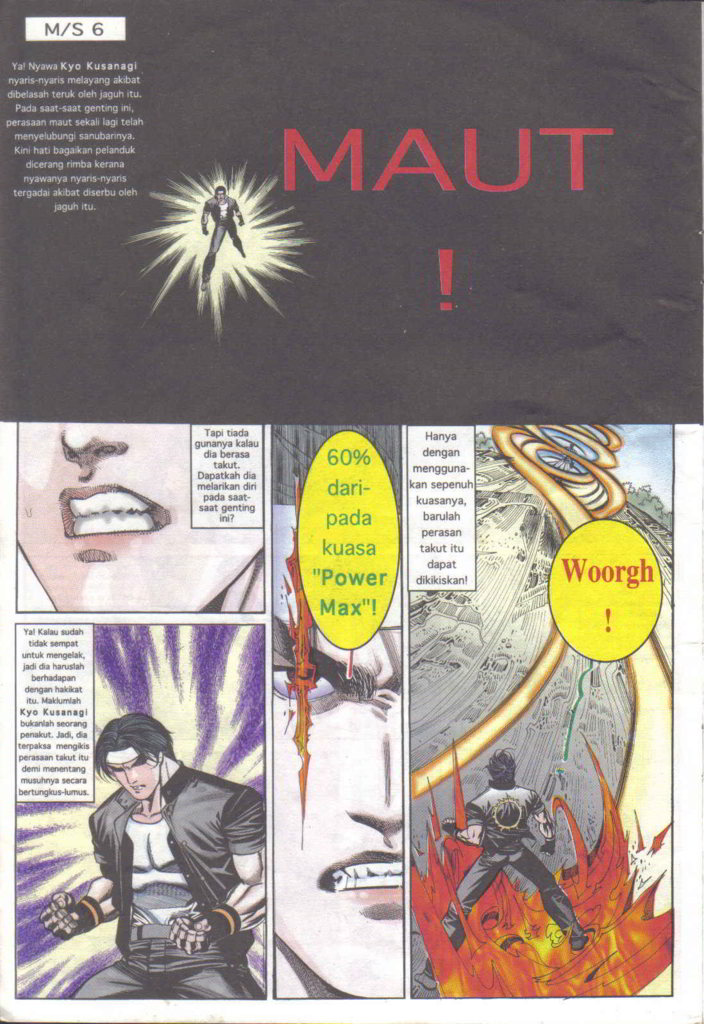 M/S 6
Ya! Nyawa Kyo Kusanagi
nyaris-nyaris melayang akibat
dibelasah teruk oleh jaguh itu.
Pada saat-saat genting ini,
perasaan maut sekali lagi telah
menyelubungi sanubarinya.
Kini hati bagaikan pelanduk
dicerang rimba kerana
nyawanya nyaris-nyaris
tergadai akibat diserbu oleh
jaguh itu.
MAUT
!
Tapi tiada
gunanya kalau
dia berasa
takut.
Dapatkah dia
melarikan diri
pada saat-
saat genting
ini?
60%
dari-
pada
kuasa
"Power
Max"!
Hanya
dengan
mengguna-
kan sepenuh
kuasanya,
barulah
perasan
takut itu
dapat
dikikiskan!
Woorgh
!
Ya! Kalau sudah
tidak sempat
untuk mengelak,
jadi dia haruslah
berhadapan
dengan hakikat
itu. Maklumlah
Kyo Kusanagi
bukanlah seorang
penakut. Jadi, dia
terpaksa mengikis
perasaan takut itu
demi menentang
musuhnya secara
bertungkus-lumus.